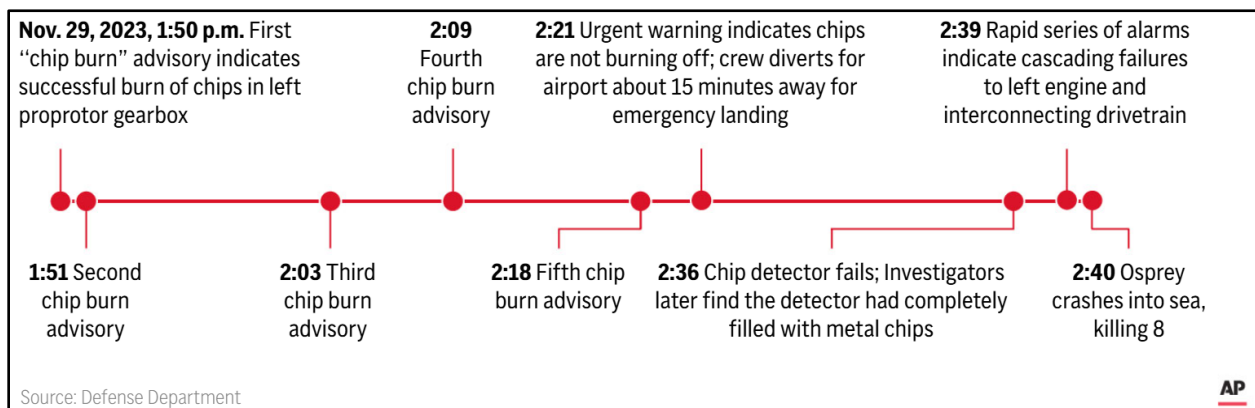 Nov. 29, 2023, 1:50 p.m. First
“chip burn” advisory indicates
successful burn of chips in left
proprotor gearbox
2:09
Fourth
chip burn
advisory
2:21 Urgent warning indicates chips
are not burning off; crew diverts for
airport about 15 minutes away for
emergency landing
2:39 Rapid series of alarms
indicate cascading failures
to left engine and
interconnecting drivetrain
1:51 Second
chip burn
advisory
2:03 Third
chip burn
advisory
2:18 Fifth chip
burn advisory
2:36 Chip detector fails; Investigators
later find the detector had completely
filled with metal chips
2:40 Osprey
crashes into sea,
killing 8
Source: Defense Department
AP